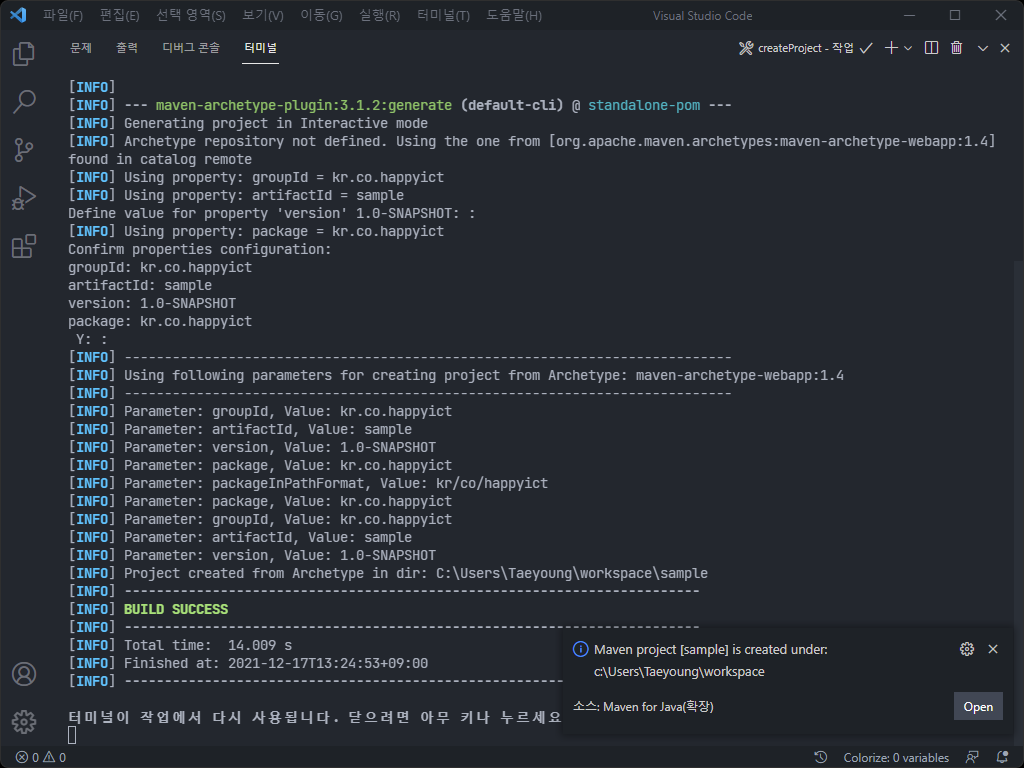 파일(F) 편집(E) 선택 영역(S) 보기(V) 이동(G) 실행(R) 터미널(T) 도움말(H) Visual Studio Code
문제 출력 디버그 콘솔 터미널 createProject - 작업
[INFO]
[INFO] --- maven-archetype-plugin:3.1.2:generate (default-cli) @ standalone-pom ---
[INFO] Generating project in Interactive mode
[INFO] Archetype repository not defined. Using the one from [org.apache.maven.archetypes:maven-archetype-webapp:1.4]
found in catalog remote
[INFO] Using property: groupId = kr.co.happyict
[INFO] Using property: artifactId = sample
Define value for property 'version' 1.0-SNAPSHOT: :
[INFO] Using property: package = kr.co.happyict
Confirm properties configuration:
groupId: kr.co.happyict
artifactId: sample
version: 1.0-SNAPSHOT
package: kr.co.happyict
Y: :
[INFO] ----------------------------------------------------------------------------
[INFO] Using following parameters for creating project from Archetype: maven-archetype-webapp:1.4
[INFO] ----------------------------------------------------------------------------
[INFO] Parameter: groupId, Value: kr.co.happyict
[INFO] Parameter: artifactId, Value: sample
[INFO] Parameter: version, Value: 1.0-SNAPSHOT
[INFO] Parameter: package, Value: kr.co.happyict
[INFO] Parameter: packageInPathFormat, Value: kr/co/happyict
[INFO] Parameter: package, Value: kr.co.happyict
[INFO] Parameter: groupId, Value: kr.co.happyict
[INFO] Parameter: artifactId, Value: sample
[INFO] Parameter: version, Value: 1.0-SNAPSHOT
[INFO] Project created from Archetype in dir: C:\Users\Taeyoung\workspace\sample
[INFO] ------------------------------------------------------------------------
[INFO] BUILD SUCCESS
[INFO] ------------------------------------------------------------------------
[INFO] Total time:  14.009 s
[INFO] Finished at: 2021-12-17T13:24:53+09:00
[INFO] -------------------------------------------------------
터미널이 작업에서 다시 사용됩니다. 닫으려면 아무 키나 누르세요
Maven project [sample] is created under:
c:\Users\Taeyoung\workspace
소스: Maven for Java(확장)
Open
0 0 Colorize: 0 variables